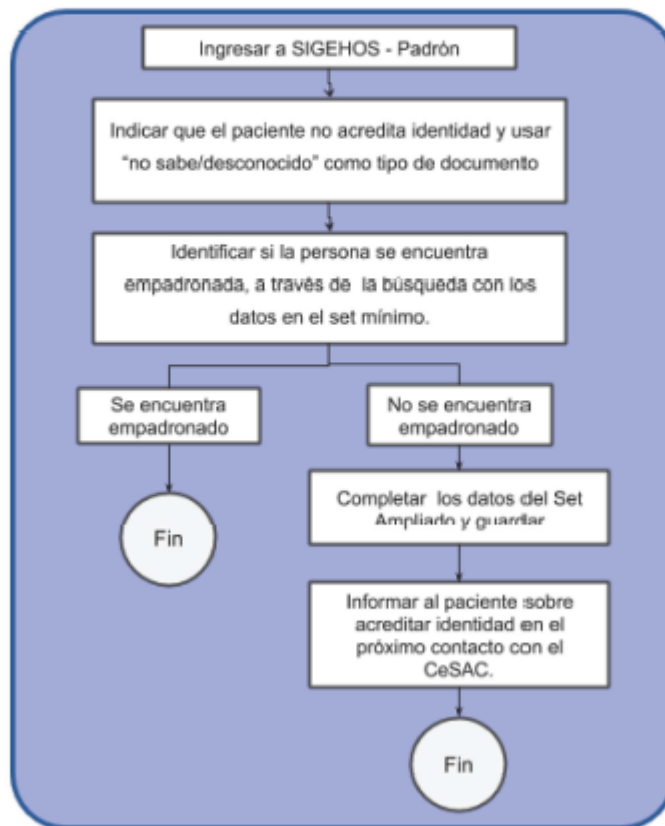 Ingresar a SIGEHOS - Padrón
Indicar que el paciente no acredita identidad y usar
“no sabe/desconocido” como tipo de documento
Identificar si la persona se encuentra
empadronada, a través de la búsqueda con los
datos en el set mínimo.
Se encuentra
empadronado
No se encuentra
empadronado
Fin
Completar los datos del Set
Ampliado y guardar
Informar al paciente sobre
acreditar identidad en el
próximo contacto con el
CeSAC.
Fin